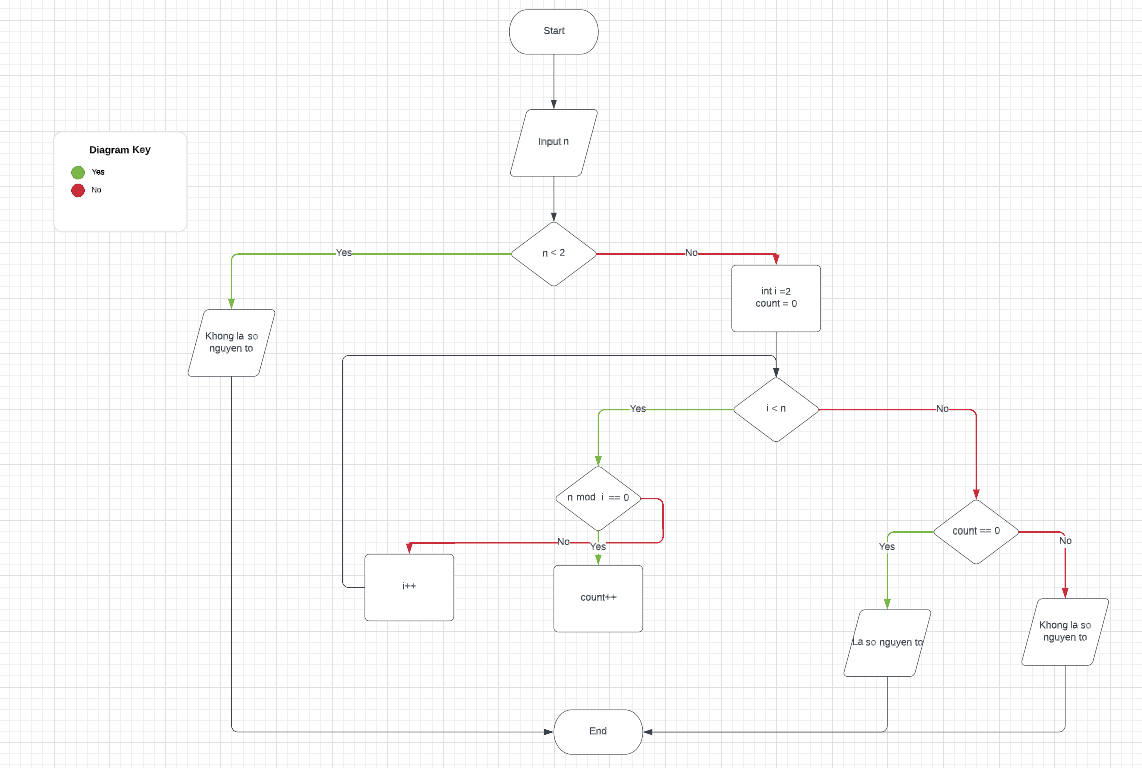 Start
Input n
Diagram Key
Yes
No
n < 2
Yes
No
int i =2
count = 0
Khong la so
nguyen to
i < n
Yes
No
n mod i == 0
count == 0
No
Yes
Yes
No
i++
count++
La so nguyen to
Khong la so
nguyen to
End